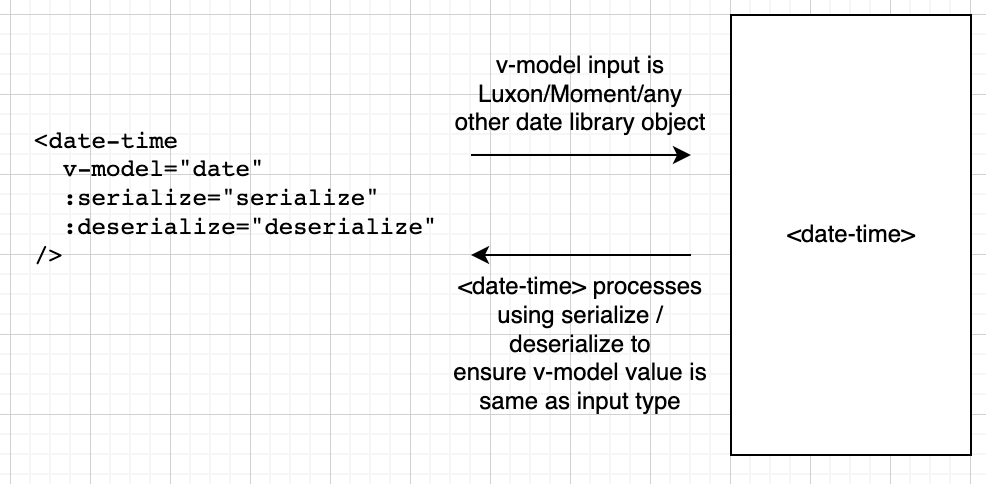 <date-time
v-model="date"
:serialize="serialize"
:deserialize="deserialize"
/>
v-model input is
Luxon/Moment/any
other date library object
<date-time> processes
using serialize /
deserialize to
ensure v-model value is
same as input type
<date-time>